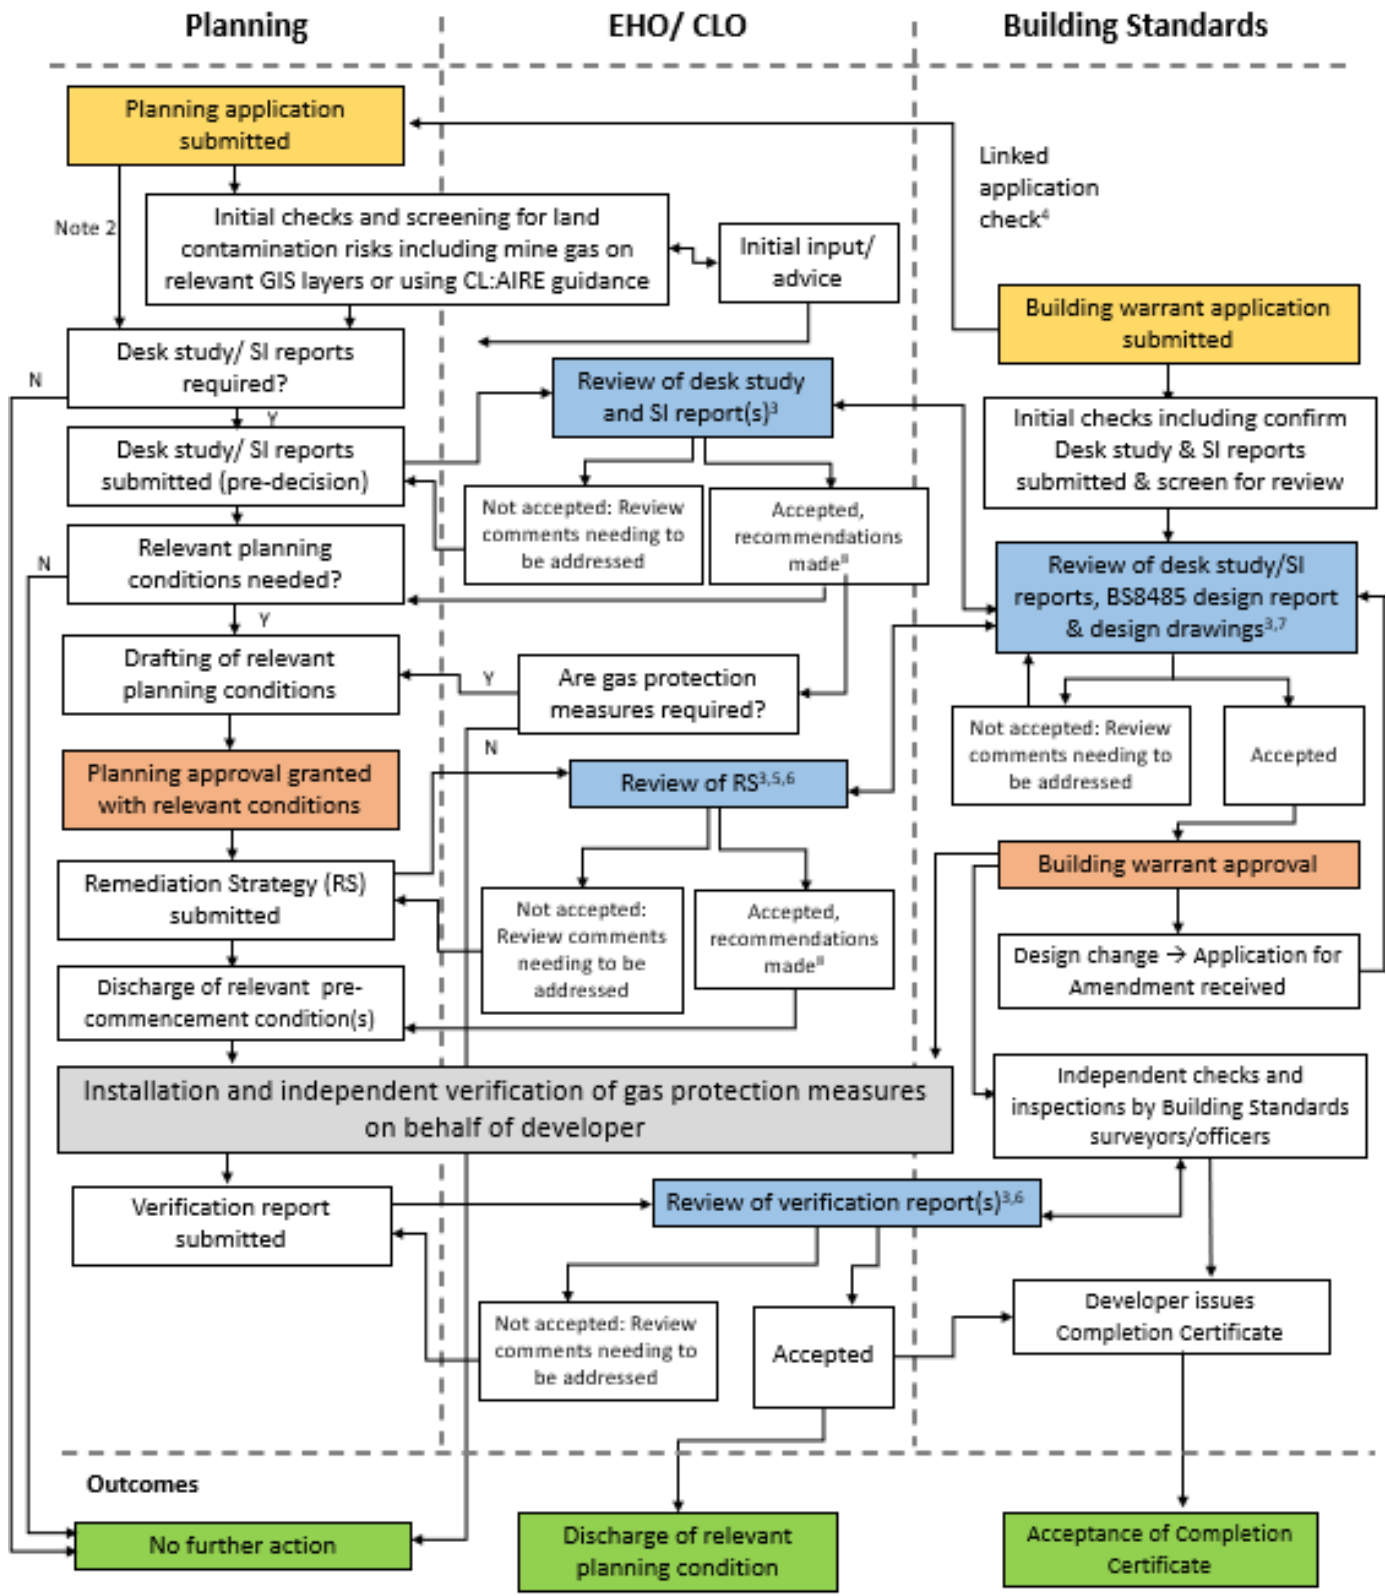 Planning
EHO/ CLO
Building Standards
Planning application
submitted
Linked
application
check4
Note 2
Initial checks and screening for land
contamination risks including mine gas on
relevant GIS layers or using CL:AIRE guidance
Initial input/
advice
Building warrant application
submitted
Desk study/ SI reports
required?
N
Y
Review of desk study
and SI report(s)3
Initial checks including confirm
Desk study & SI reports
submitted & screen for review
Desk study/ SI reports
submitted (pre-decision)
Not accepted: Review
comments needing to
be addressed
Accepted,
recommendations
made8
Relevant planning
conditions needed?
N
Y
Review of desk study/SI
reports, BS8485 design report
& design drawings3,7
Drafting of relevant
planning conditions
Y
Are gas protection
measures required?
N
Not accepted: Review
comments needing to
be addressed
Accepted
Planning approval granted
with relevant conditions
Review of RS3,5,6
Building warrant approval
Remediation Strategy (RS)
submitted
Not accepted:
Review comments
needing to be
addressed
Accepted,
recommendations
made8
Design change → Application for
Amendment received
Discharge of relevant pre-
commencement condition(s)
Installation and independent verification of gas protection measures
on behalf of developer
Independent checks and
inspections by Building Standards
surveyors/officers
Verification report
submitted
Review of verification report(s)3,6
Not accepted: Review
comments needing to
be addressed
Accepted
Developer issues
Completion Certificate
Outcomes
No further action
Discharge of relevant
planning condition
Acceptance of Completion
Certificate